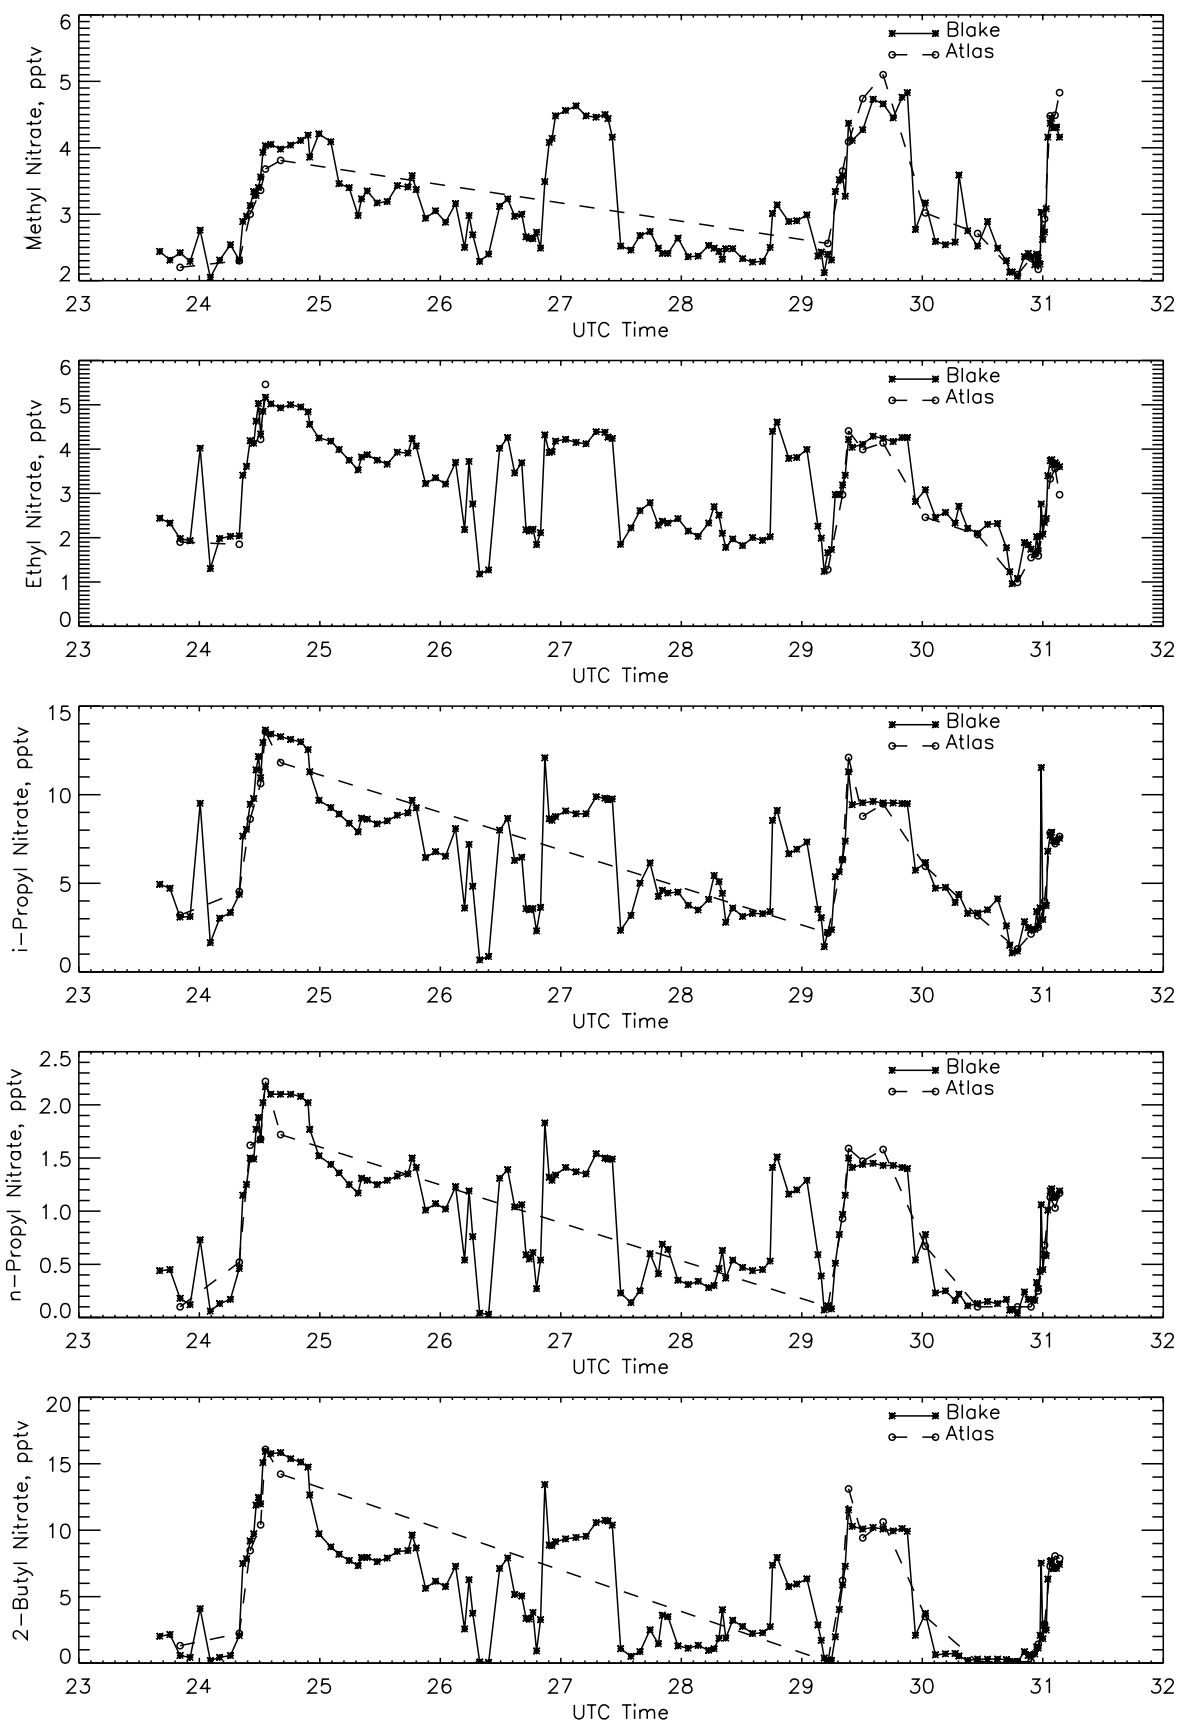 6
Blake
Atlas
5
4
3
2
Methyl Nitrate, pptv
23 24 25 26 27 28 29 30 31 32
UTC Time
6
Blake
Atlas
5
4
3
2
1
0
Ethyl Nitrate, pptv
23 24 25 26 27 28 29 30 31 32
UTC Time
15
Blake
Atlas
10
5
0
i-Propyl Nitrate, pptv
23 24 25 26 27 28 29 30 31 32
UTC Time
2.5
Blake
Atlas
2.0
1.5
1.0
0.5
0.0
n-Propyl Nitrate, pptv
23 24 25 26 27 28 29 30 31 32
UTC Time
20
Blake
Atlas
15
10
5
0
2-Butyl Nitrate, pptv
23 24 25 26 27 28 29 30 31 32
UTC Time